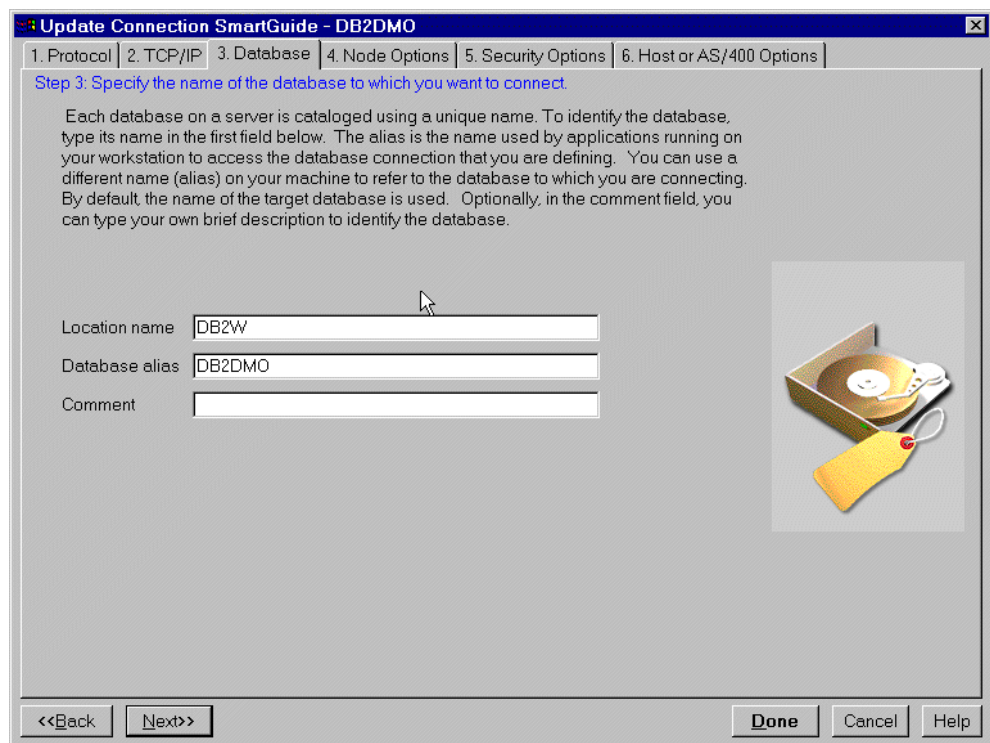 Update Connection SmartGuide - DB2DMO
1. Protocol 2. TCP/IP 3. Database 4. Node Options 5. Security Options 6. Host or AS/400 Options
Step 3: Specify the name of the database to which you want to connect.
Each database on a server is cataloged using a unique name. To identify the database,
type its name in the first field below. The alias is the name used by applications running on
your workstation to access the database connection that you are defining. You can use a
different name (alias) on your machine to refer to the database to which you are connecting.
By default, the name of the target database is used. Optionally, in the comment field, you
can type your own brief description to identify the database.
Location name DB2W
Database alias DB2DMO
Comment
<<Back Next>> Done Cancel Help